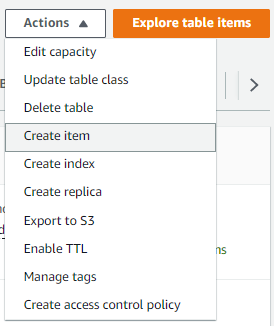 Actions
Explore table items
Edit capacity
Update table class
Delete table
Create item
Create index
Create replica
Export to S3
Enable TTL
Manage tags
Create access control policy